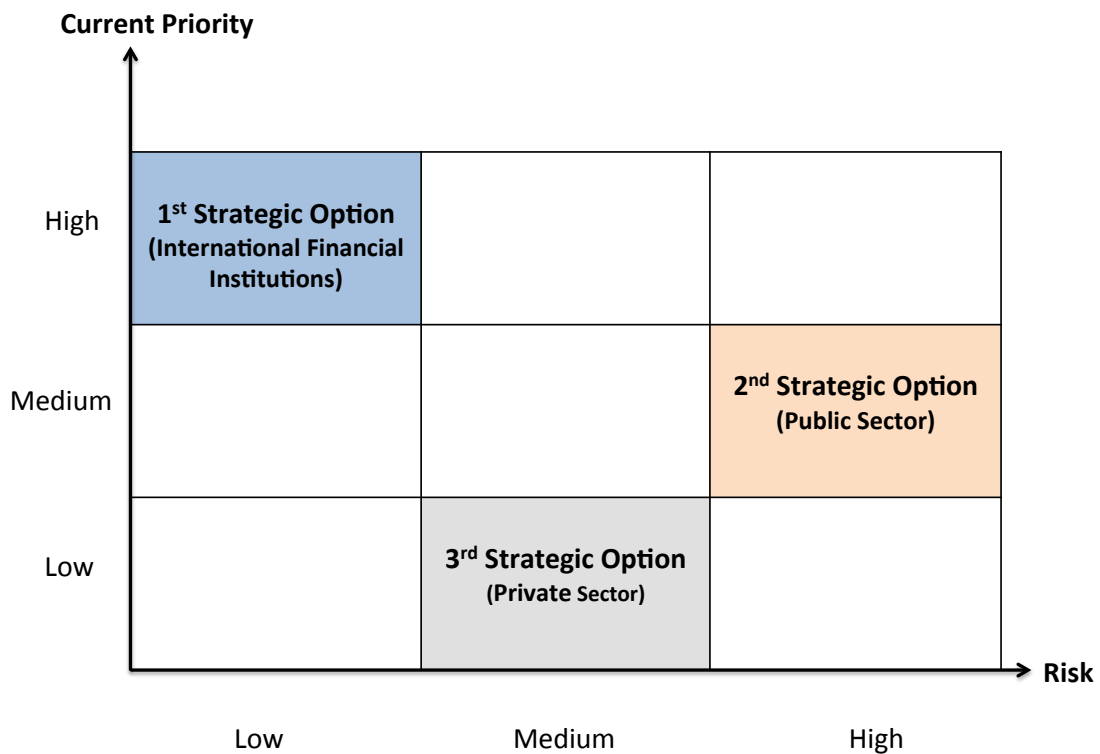 Current Priority
High
1st Strategic Option
(International Financial
Institutions)
Medium
2nd Strategic Option
(Public Sector)
Low
3rd Strategic Option
(Private Sector)
Risk
Low
Medium
High